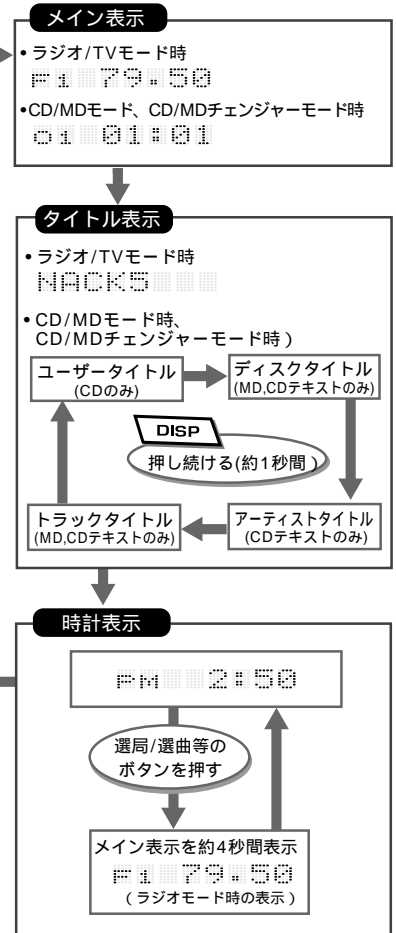 メイン表示
•ラジオ/TVモード時
F1 79.50
•CD/MDモード、CD/MDチェンジャーモード時
01 01:01
タイトル表示
•ラジオ/TVモード時
NACK5
•CD/MDモード時、
CD/MDチェンジャーモード時)
ユーザータイトル
(CDのみ)
ディスクタイトル
(MD,CDテキストのみ)
DISP
押し続ける(約1秒間)
トラックタイトル
(MD,CDテキストのみ)
アーティストタイトル
(CDテキストのみ)
時計表示
PM 2:50
選局/選曲等の
ボタンを押す
メイン表示を約4秒間表示
F1 79.50
(ラジオモード時の表示)